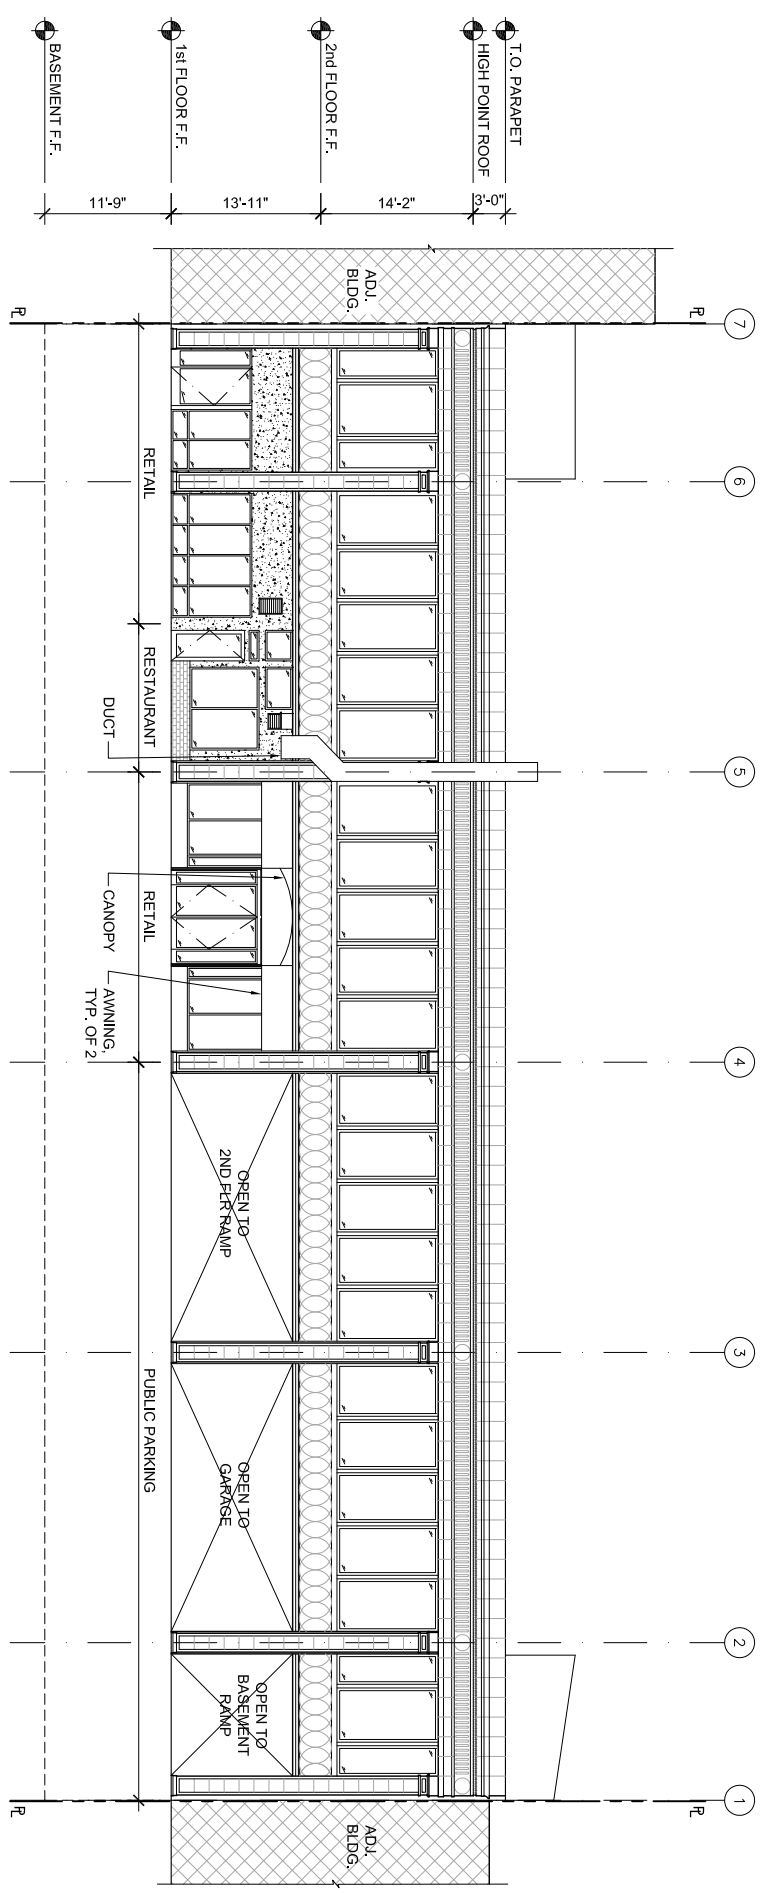 T.O. PARAPET
HIGH POINT ROOF
2nd FLOOR F.F.
1st FLOOR F.F.
BASEMENT F.F.
3'-0"
14'-2"
13'-11"
11'-9"
ADJ.
BLDG.
PL
PL
7
6
5
4
3
2
1
RETAIL
RESTAURANT
DUCT
RETAIL
CANOPY
AWNING,
TYP. OF 2
OPEN TO
2ND FLR RAMP
PUBLIC PARKING
OPEN TO
GARAGE
OPEN TO
BASEMENT
RAMP
ADJ.
BLDG.
PL
PL